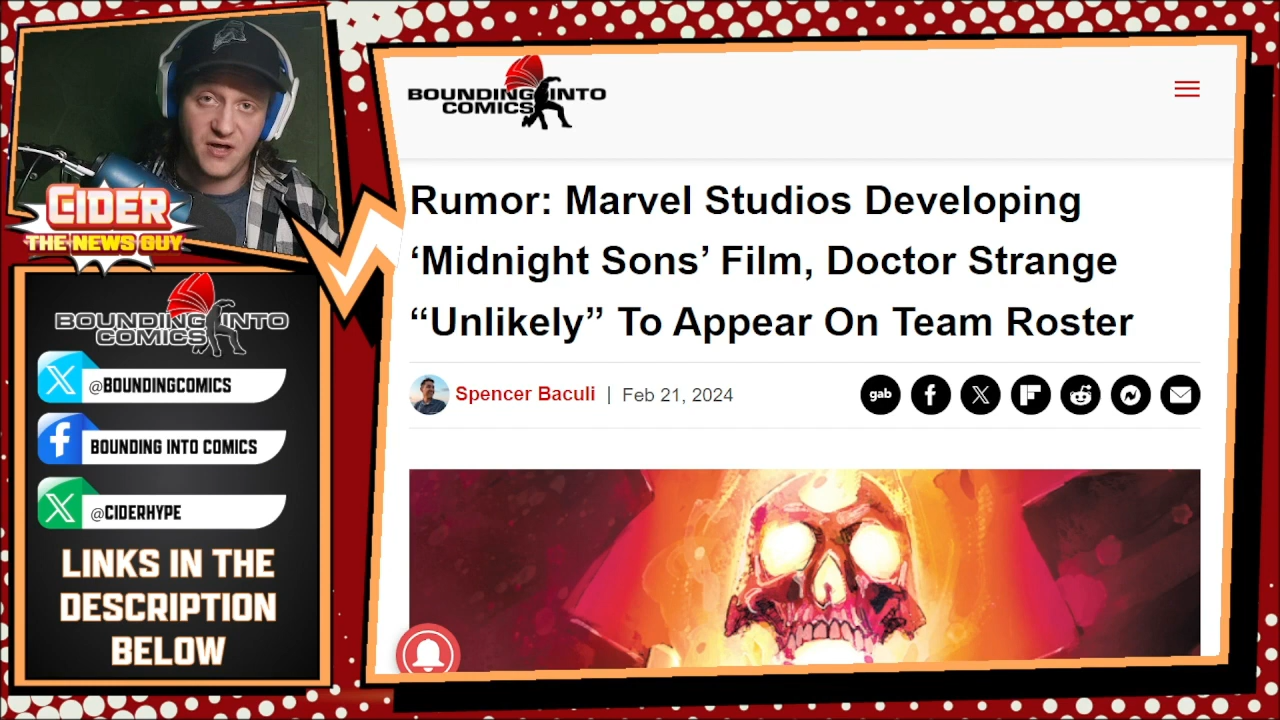 CIDER
THE NEWS GUY
BOUNDING INTO
COMICS
@BOUNDINGCOMICS
BOUNDING INTO COMICS
@CIDERHYPE
LINKS IN THE
DESCRIPTION
BELOW
BOUNDING INTO
COMICS
Rumor: Marvel Studios Developing
‘Midnight Sons’ Film, Doctor Strange
“Unlikely” To Appear On Team Roster
Spencer Baculi | Feb 21, 2024
gab